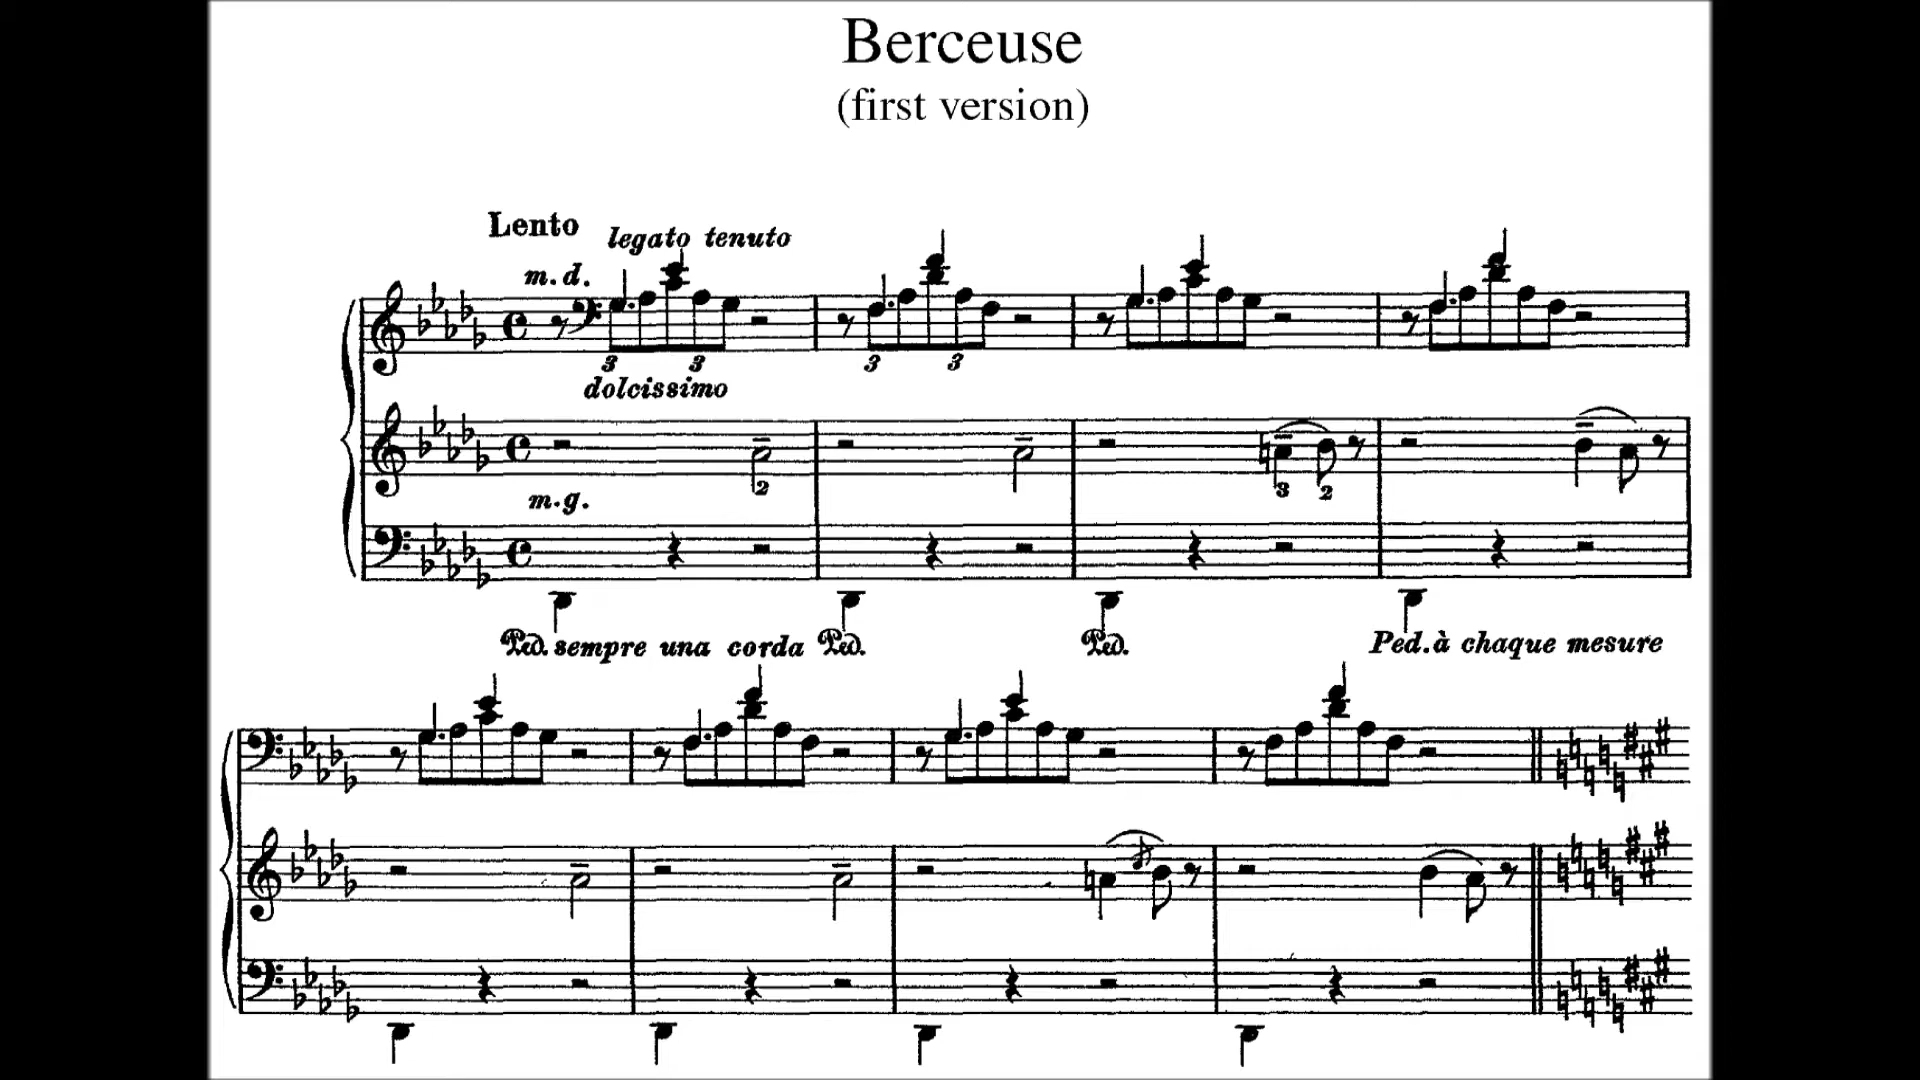 Berceuse
(first version)
Lento
legato tenuto
m.d.
3 3 3 3
dolcissimo
2 3 2
m.g.
Ped. sempre una corda Ped. Ped. Ped. à chaque mesure